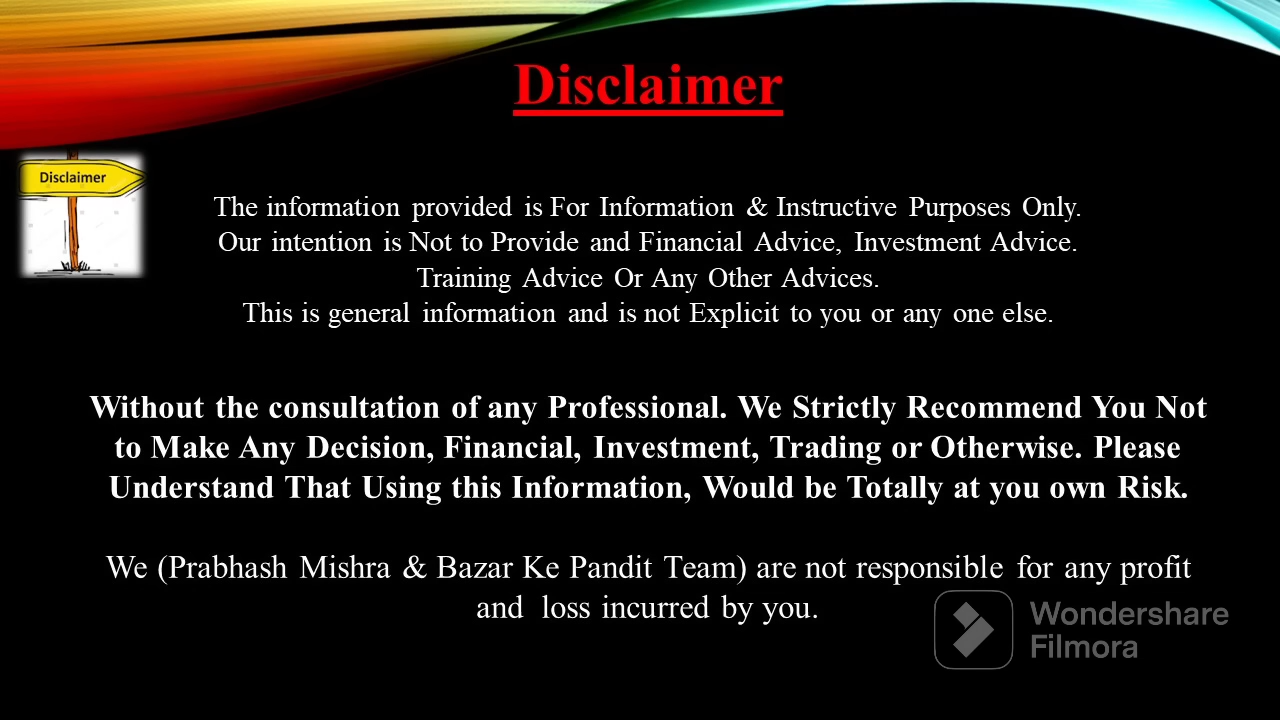 Disclaimer
Disclaimer
The information provided is For Information & Instructive Purposes Only.
Our intention is Not to Provide and Financial Advice, Investment Advice.
Training Advice Or Any Other Advices.
This is general information and is not Explicit to you or any one else.
Without the consultation of any Professional. We Strictly Recommend You Not
to Make Any Decision, Financial, Investment, Trading or Otherwise. Please
Understand That Using this Information, Would be Totally at you own Risk.
We (Prabhash Mishra & Bazar Ke Pandit Team) are not responsible for any profit
and loss incurred by you.
Wondershare
Filmora